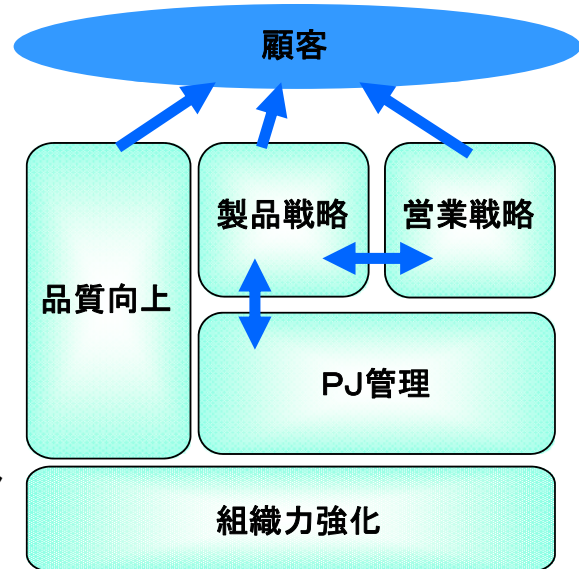 顧客
製品戦略
営業戦略
品質向上
ＰＪ管理
組織力強化